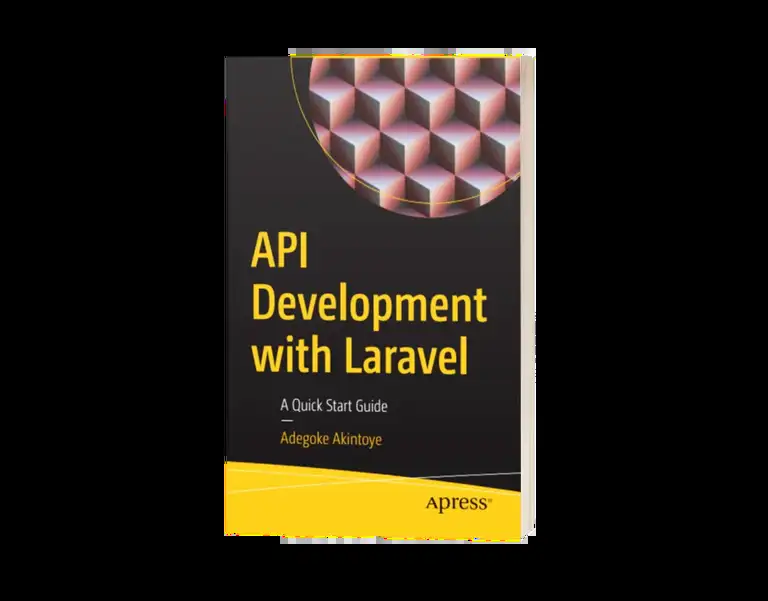 API
Development
with Laravel
A Quick Start Guide
Adegoke Akintoye
Apress®